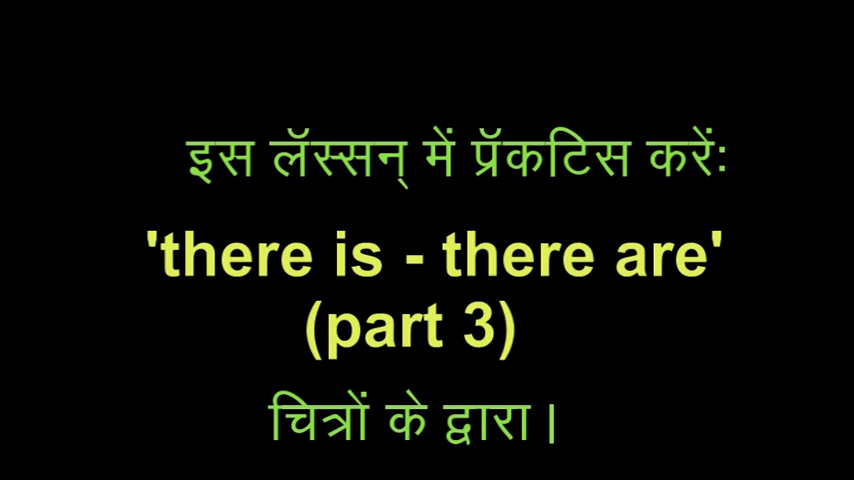 इस लॅस्सन् में प्रॅकटिस करें:
'there is - there are'
(part 3)
चित्रों के द्वारा |